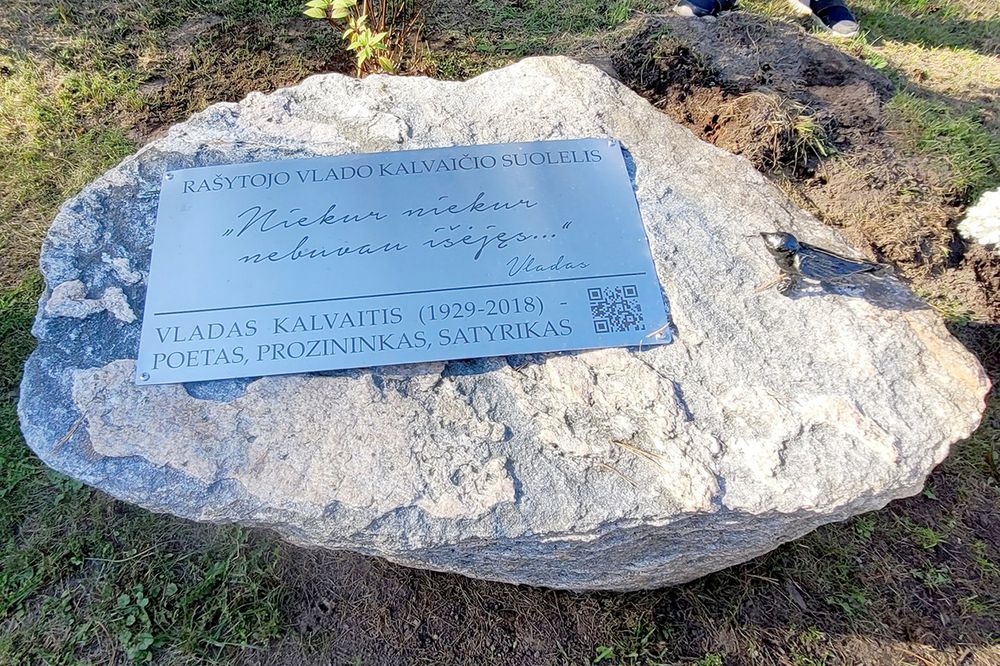 RAŠYTOJO VLADO KALVAIČIO SUOLELIS
„Niekur niekur
nebuvau išėjęs...“
Vladas
VLADAS KALVAITIS (1929-2018) -
POETAS, PROZININKAS, SATYRIKAS